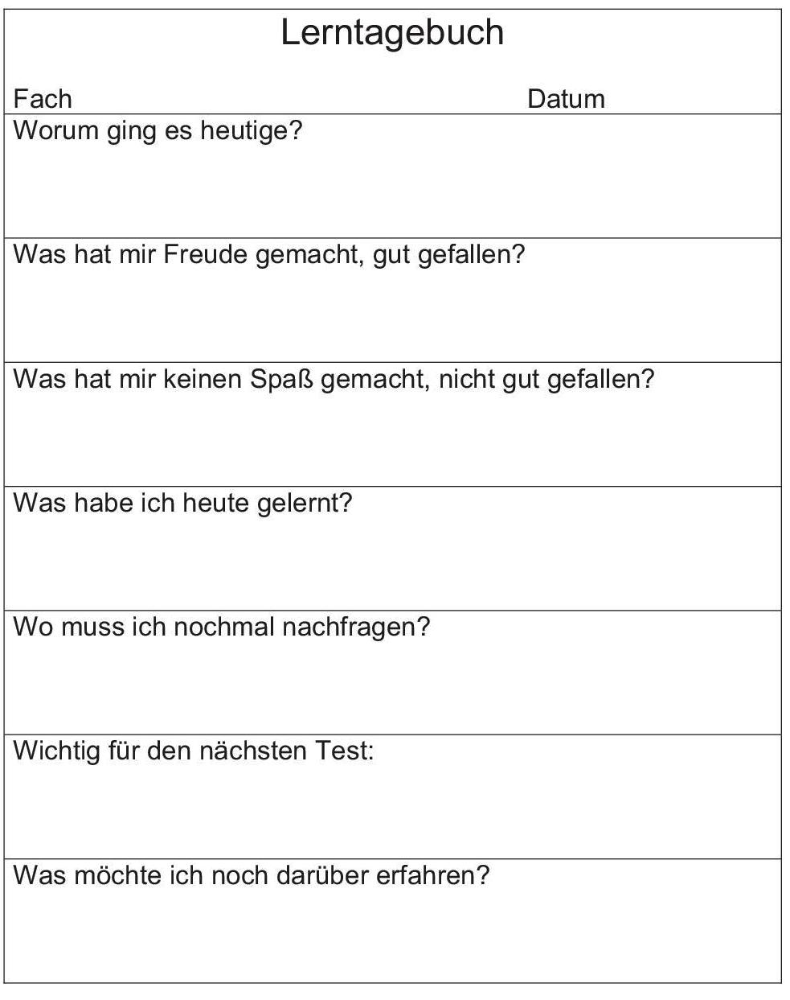 Lerntagebuch
Fach Datum
Worum ging es heutige?
Was hat mir Freude gemacht, gut gefallen?
Was hat mir keinen Spaß gemacht, nicht gut gefallen?
Was habe ich heute gelernt?
Wo muss ich nochmal nachfragen?
Wichtig für den nächsten Test:
Was möchte ich noch darüber erfahren?